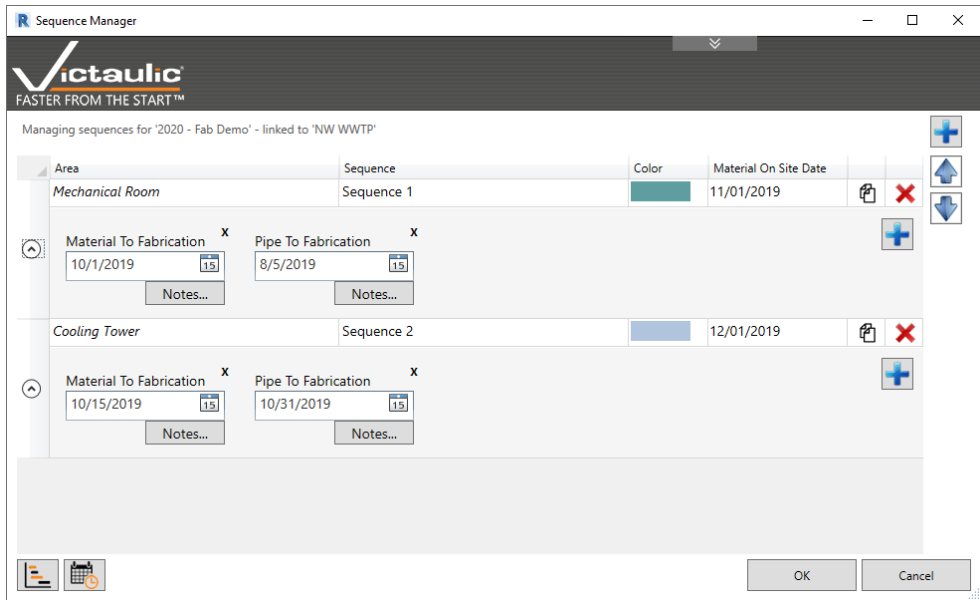 Sequence Manager
Victaulic®
FASTER FROM THE START™
Managing sequences for '2020 - Fab Demo' - linked to 'NW WWTP'
Area Sequence Color Material On Site Date
Mechanical Room Sequence 1 11/01/2019
Material To Fabrication x Pipe To Fabrication x
10/1/2019 15 8/5/2019 15
Notes... Notes...
Cooling Tower Sequence 2 12/01/2019
Material To Fabrication x Pipe To Fabrication x
10/15/2019 15 10/31/2019 15
Notes... Notes...
OK Cancel